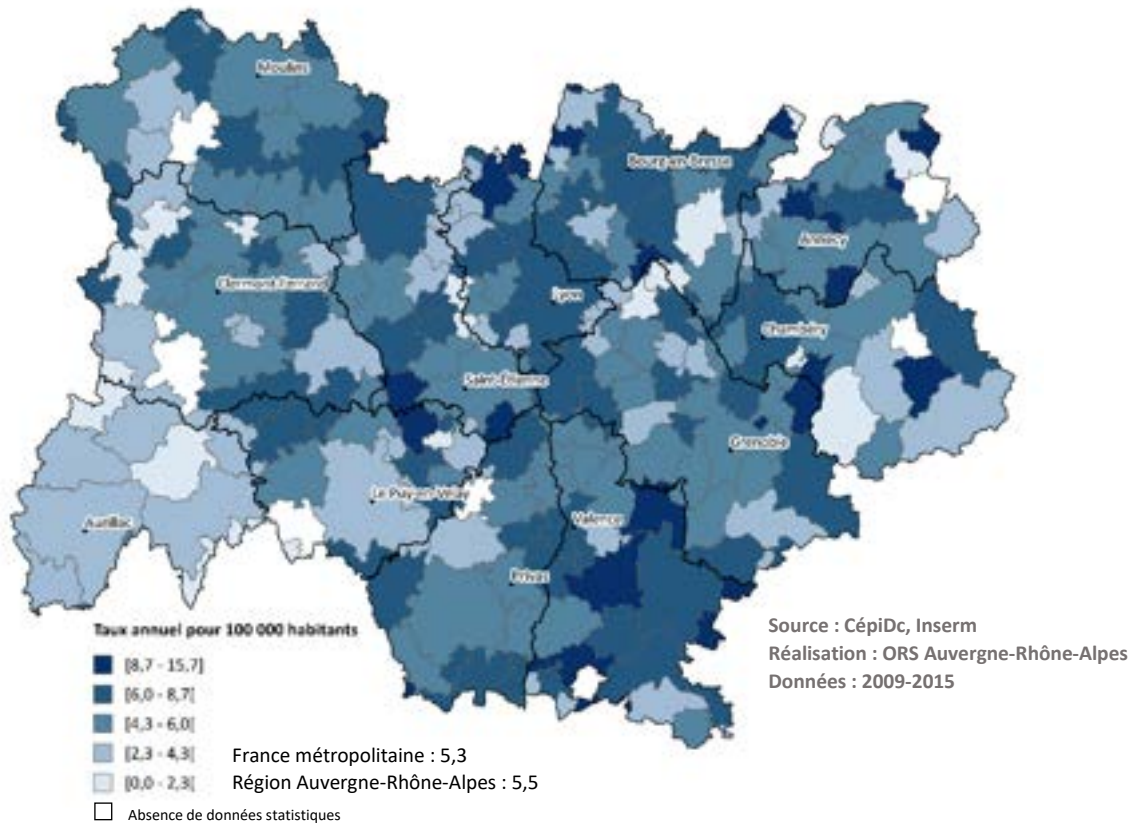 Moulins
Bourg-en-Bresse
Annecy
Clermont-Ferrand
Lyon
Chambéry
Saint-Étienne
Grenoble
Le Puy-en-Velay
Valence
Aurillac
Privas
Taux annuel pour 100 000 habitants
[8,7 - 15,7]
[6,0 - 8,7[
[4,3 - 6,0[
[2,3 - 4,3[
[0,0 - 2,3[
France métropolitaine : 5,3
Région Auvergne-Rhône-Alpes : 5,5
Absence de données statistiques
Source : CépiDc, Inserm
Réalisation : ORS Auvergne-Rhône-Alpes
Données : 2009-2015